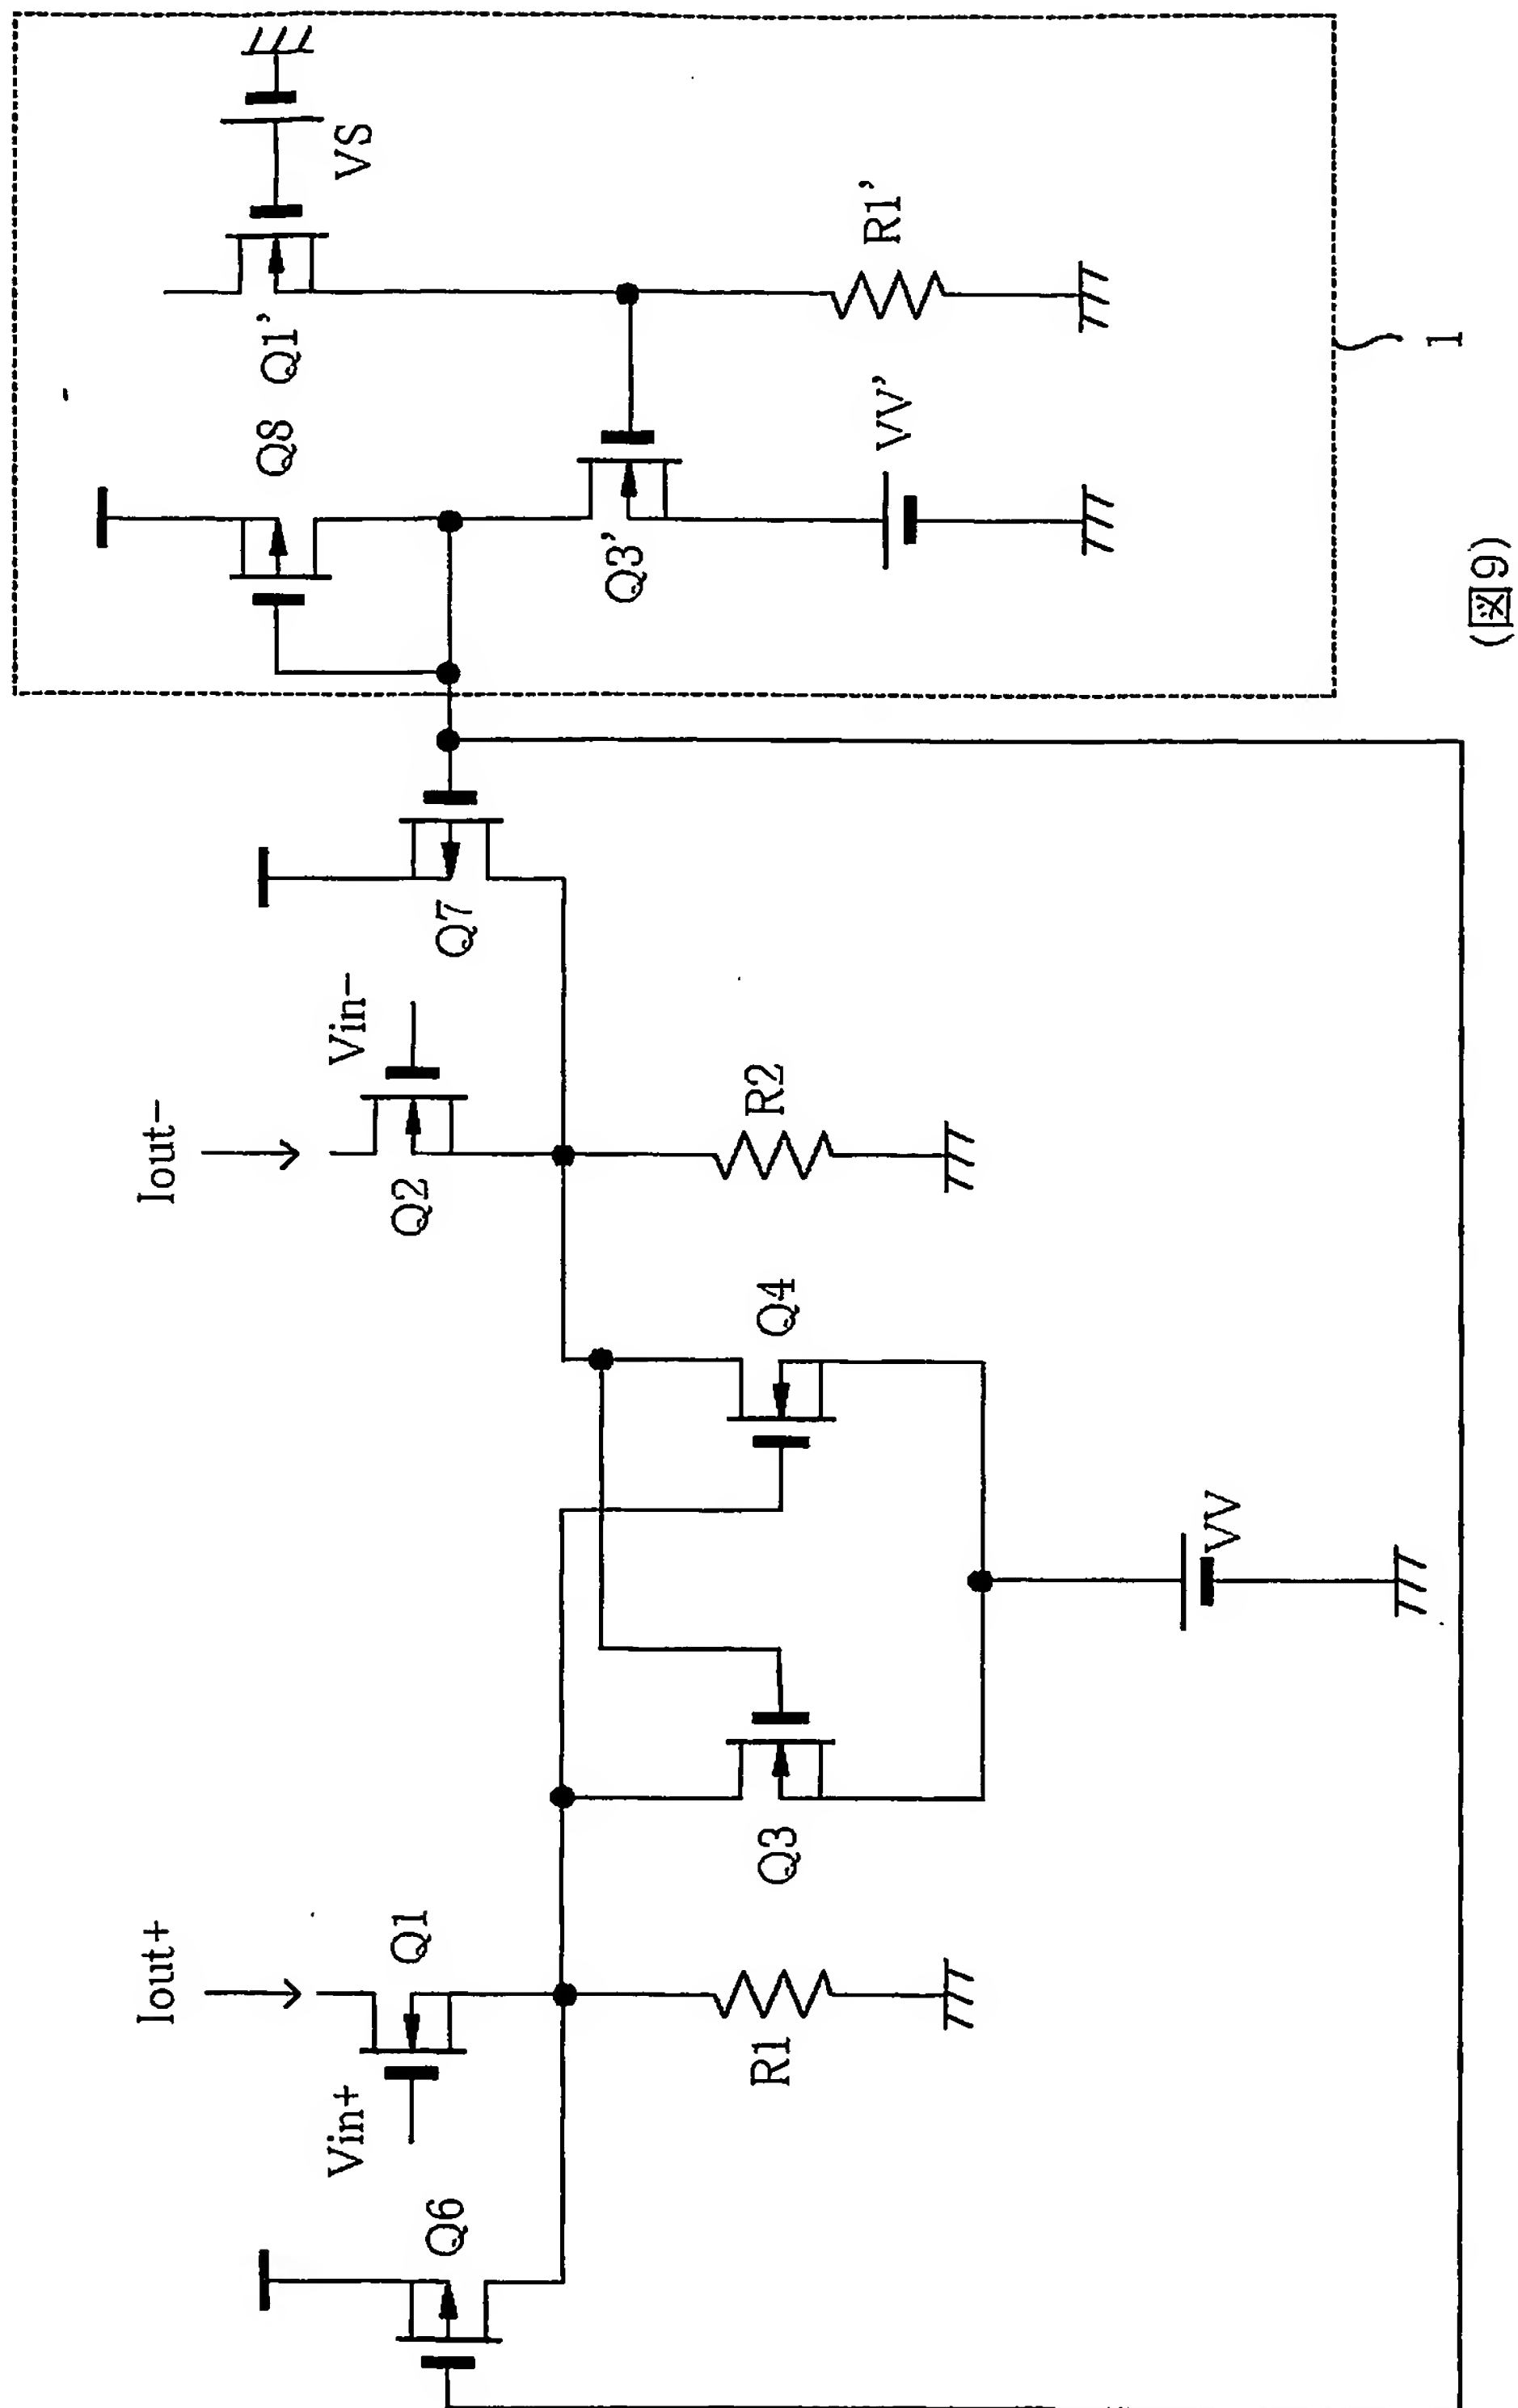 Iout+
Iout-
Vin+
Q1
Q2
Vin-
Q6
Q7
Q8
Q1'
VS
R1
Q3
Q4
R2
Q3'
VV'
R1'
VV
1
(図9)